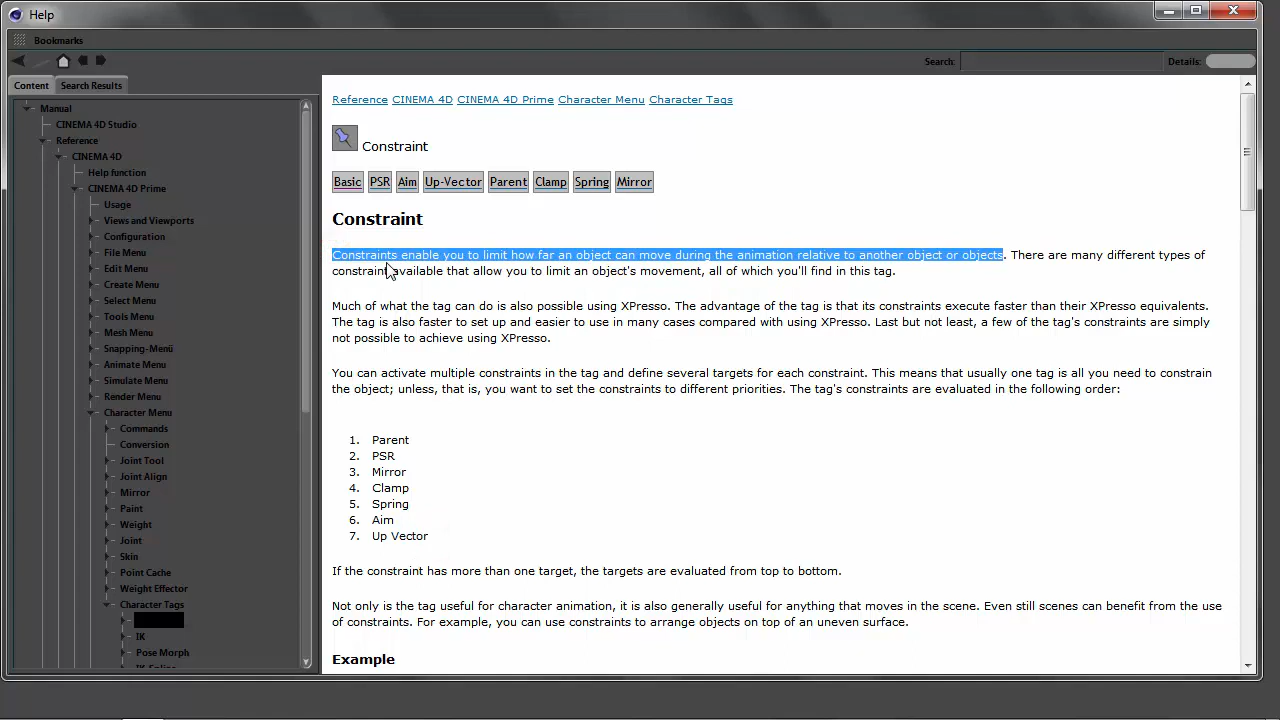 Help
Bookmarks
Search:
Details:
Content
Search Results
Manual
CINEMA 4D Studio
Reference
CINEMA 4D
Help function
CINEMA 4D Prime
Usage
Views and Viewports
Configuration
File Menu
Edit Menu
Create Menu
Select Menu
Tools Menu
Mesh Menu
Snapping-Menü
Animate Menu
Simulate Menu
Render Menu
Character Menu
Commands
Conversion
Joint Tool
Joint Align
Mirror
Paint
Weight
Joint
Skin
Point Cache
Weight Effector
Character Tags
IK
Pose Morph
IK-Spline
Reference CINEMA 4D CINEMA 4D Prime Character Menu Character Tags
Constraint
Basic PSR Aim Up-Vector Parent Clamp Spring Mirror
Constraint
Constraints enable you to limit how far an object can move during the animation relative to another object or objects. There are many different types of
constraint available that allow you to limit an object's movement, all of which you'll find in this tag.
Much of what the tag can do is also possible using XPresso. The advantage of the tag is that its constraints execute faster than their XPresso equivalents.
The tag is also faster to set up and easier to use in many cases compared with using XPresso. Last but not least, a few of the tag's constraints are simply
not possible to achieve using XPresso.
You can activate multiple constraints in the tag and define several targets for each constraint. This means that usually one tag is all you need to constrain
the object; unless, that is, you want to set the constraints to different priorities. The tag's constraints are evaluated in the following order:
1. Parent
2. PSR
3. Mirror
4. Clamp
5. Spring
6. Aim
7. Up Vector
If the constraint has more than one target, the targets are evaluated from top to bottom.
Not only is the tag useful for character animation, it is also generally useful for anything that moves in the scene. Even still scenes can benefit from the use
of constraints. For example, you can use constraints to arrange objects on top of an uneven surface.
Example